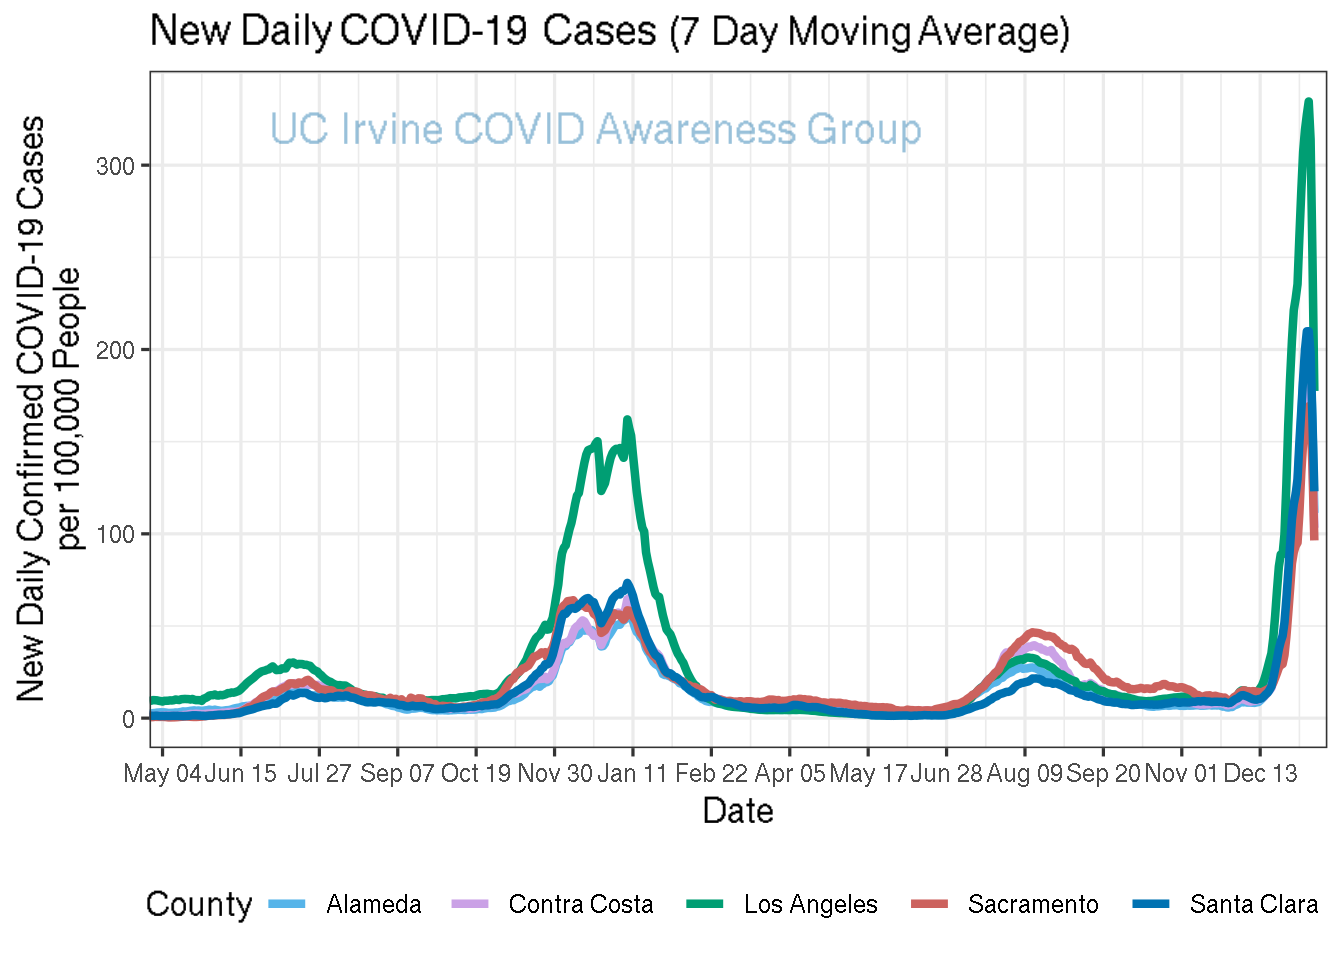 New Daily COVID-19 Cases (7 Day Moving Average)
UC Irvine COVID Awareness Group
New Daily Confirmed COVID-19 Cases
per 100,000 People
300
200
100
0
May 04 Jun 15 Jul 27 Sep 07 Oct 19 Nov 30 Jan 11 Feb 22 Apr 05 May 17 Jun 28 Aug 09 Sep 20 Nov 01 Dec 13
Date
County Alameda Contra Costa Los Angeles Sacramento Santa Clara